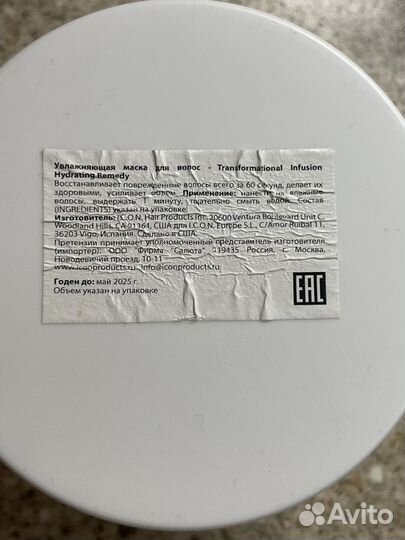 Увлажняющая маска для волос - Transformational Infusion
Hydrating Remedy
Восстанавливает поврежденные волосы всего за 60 секунд, делает их
здоровыми, усиливает объем. Применение: нанести на влажные
волосы, выдержать 1 минуту, тщательно смыть водой. Состав
(INGREDIENTS) указан на упаковке.
Изготовитель: I.C.O.N. Hair Products Inc. 20600 Ventura Boulevard Unit C,
Woodland Hills, CA 91364, США для I.C.O.N. Europe S.L., C/Amor Ruibal 11,
36203 Vigo, Испания. Сделано в США.
Претензии принимает уполномоченный представитель изготовителя
(импортер): ООО "Фирма "Салюта", 119435 Россия, г. Москва,
Новодевичий проезд, 10-11
www.iconproducts.ru info@iconproducts.ru
Годен до: май 2025 г.
Объем указан на упаковке
EAC
Avito